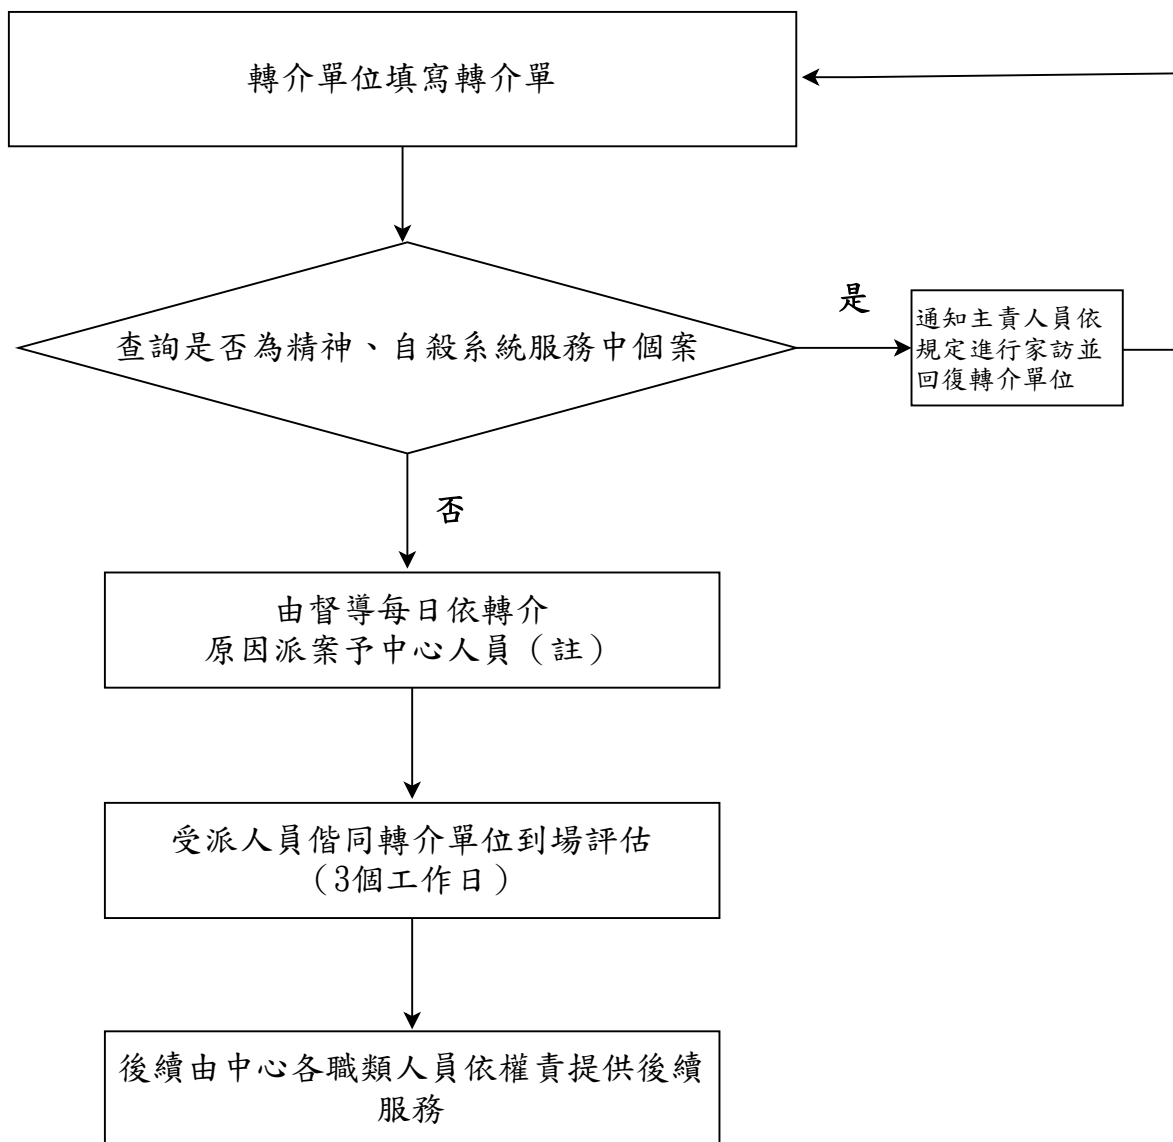 轉介單位填寫轉介單
查詢是否為精神、自殺系統服務中個案
是
通知主責人員依
規定進行家訪並
回復轉介單位
否
由督導每日依轉介
原因派案予中心人員（註）
受派人員偕同轉介單位到場評估
（3個工作日）
後續由中心各職類人員依權責提供後續
服務